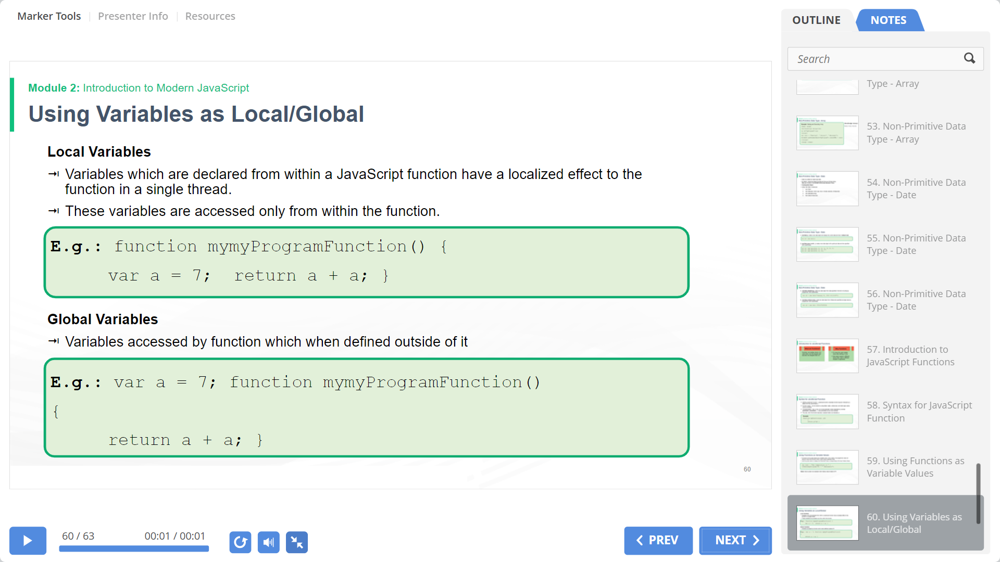 Marker Tools
Presenter Info
Resources
OUTLINE
NOTES
Search
Module 2: Introduction to Modern JavaScript
Using Variables as Local/Global
Local Variables
→ Variables which are declared from within a JavaScript function have a localized effect to the
function in a single thread.
→ These variables are accessed only from within the function.
E.g.: function mymyProgramFunction() {
var a = 7; return a + a; }
Global Variables
→ Variables accessed by function which when defined outside of it
E.g.: var a = 7; function mymyProgramFunction()
{
return a + a; }
60
Type - Array
53. Non-Primitive Data
Type - Array
54. Non-Primitive Data
Type - Date
55. Non-Primitive Data
Type - Date
56. Non-Primitive Data
Type - Date
57. Introduction to
JavaScript Functions
58. Syntax for JavaScript
Function
59. Using Functions as
Variable Values
60. Using Variables as
Local/Global
60 / 63
00:01 / 00:01
PREV
NEXT